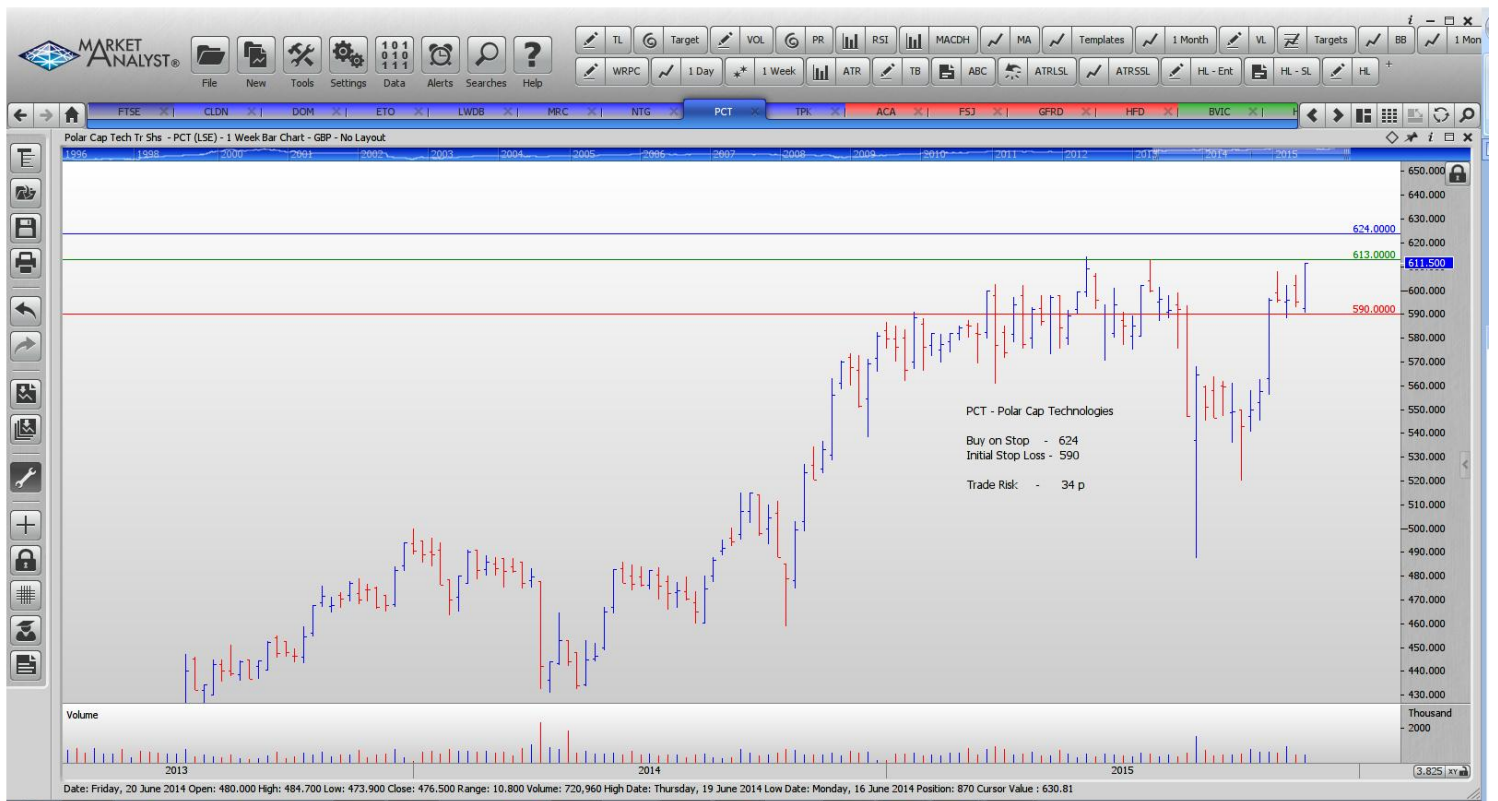 i
MARKET ANALYST®
File New Tools Settings Data Alerts Searches Help
TL Target VOL PR RSI MACDH MA Templates 1 Month VL Targets BB 1 Mon
WRPC 1 Day 1 Week ATR TB ABC ATRLSL ATRSSL HL - Ent HL - SL HL +
FTSE CLDN DOM ETO LWDB MRC NTG PCT TPK ACA FSJ GFRD HFD BVIC
Polar Cap Tech Tr Shs - PCT (LSE) - 1 Week Bar Chart - GBP - No Layout
1996 1998 2000 2001 2002 2003 2004 2005 2006 2007 2008 2009 2010 2011 2012 2013 2014 2015
650.000
640.000
630.000
624.0000
620.000
613.0000
611.500
600.000
590.0000
590.000
580.000
570.000
560.000
550.000
540.000
530.000
520.000
510.000
500.000
490.000
480.000
470.000
460.000
450.000
440.000
430.000
PCT - Polar Cap Technologies
Buy on Stop - 624
Initial Stop Loss - 590
Trade Risk - 34 p
Volume
Thousand
2000
2013 2014 2015
3.825 XY
Date: Friday, 20 June 2014 Open: 480.000 High: 484.700 Low: 473.900 Close: 476.500 Range: 10.800 Volume: 720,960 High Date: Thursday, 19 June 2014 Low Date: Monday, 16 June 2014 Position: 870 Cursor Value : 630.81